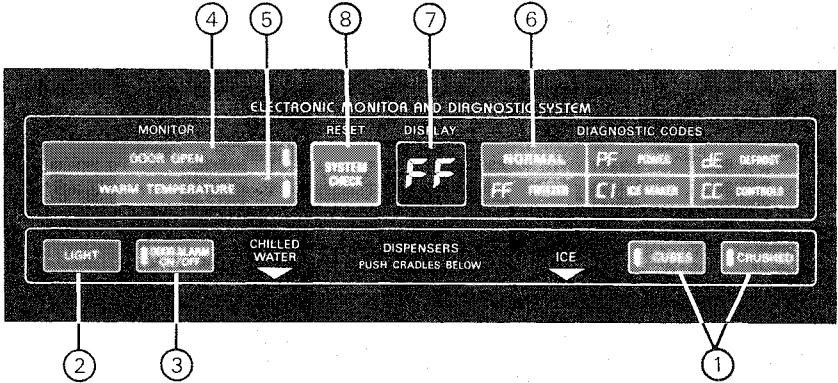 4 5 8 7 6
ELECTRONIC MONITOR AND DIAGNOSTIC SYSTEM
MONITOR RESET DISPLAY DIAGNOSTIC CODES
DOOR OPEN
WARM TEMPERATURE
SYSTEM
CHECK
FF
NORMAL PF POWER dE DEFROST
FF FREEZER CI ICE MAKER CC CONTROLS
LIGHT
DOOR ALARM
ON/OFF
CHILLED
WATER
DISPENSERS
PUSH CRADLES BELOW
ICE
CUBES
CRUSHED
2 3 1